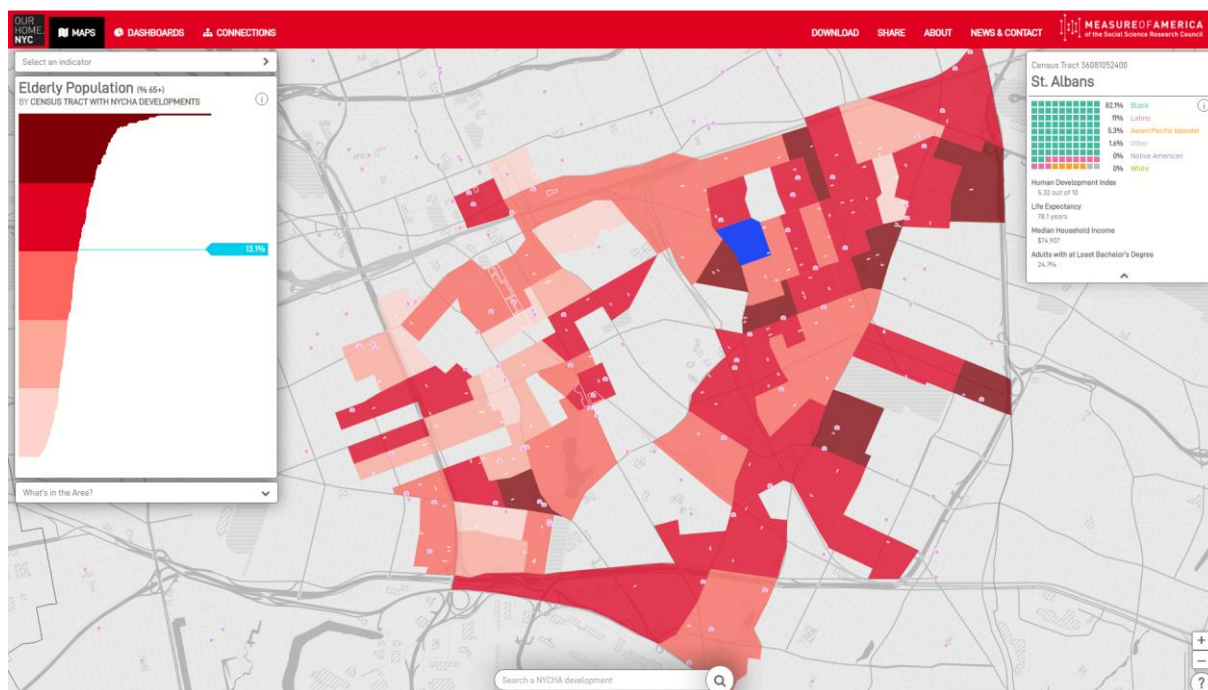 OUR
HOME
NYC
MAPS
DASHBOARDS
CONNECTIONS
DOWNLOAD
SHARE
ABOUT
NEWS & CONTACT
MEASUREOFAMERICA
of the Social Science Research Council
Select an indicator
Elderly Population (% 65+)
BY CENSUS TRACT WITH NYCHA DEVELOPMENTS
13.1%
What's in the Area?
Census Tract 36081052400
St. Albans
82.1% Black
11% Latino
5.3% Asian/Pacific Islander
1.6% Other
0% Native American
0% White
Human Development Index
5.32 out of 10
Life Expectancy
78.1 years
Median Household Income
$74,907
Adults with at Least Bachelor's Degree
24.7%
Search a NYCHA development
+
−
?